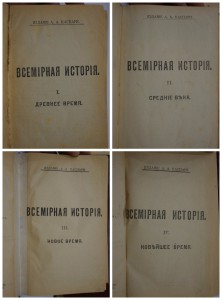 ВСЕМІРНАЯ ИСТОРІЯ.
I.
ДРЕВНЕЕ ВРЕМЯ.
ВСЕМІРНАЯ ИСТОРІЯ.
II.
СРЕДНІЕ ВѢКА.
ВСЕМІРНАЯ ИСТОРІЯ.
III.
НОВОЕ ВРЕМЯ.
ВСЕМІРНАЯ ИСТОРІЯ.
IV.
НОВѢЙШЕЕ ВРЕМЯ.